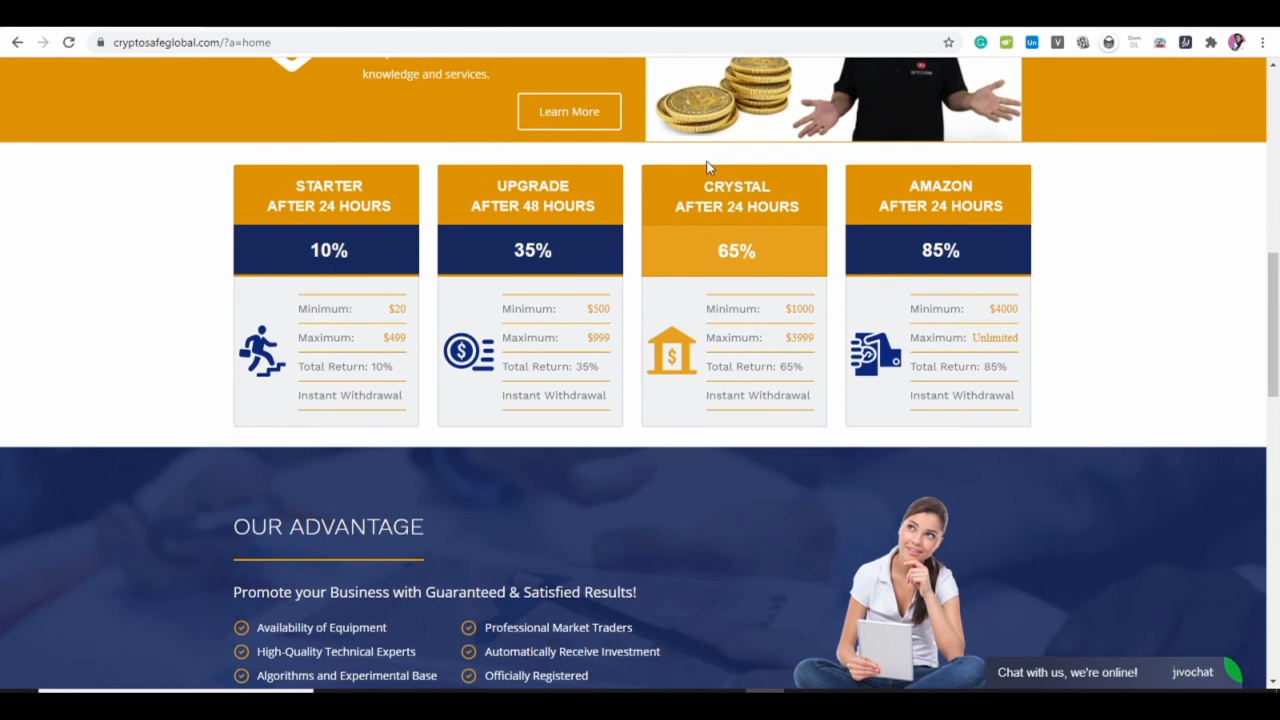 cryptosafeglobal.com/?a=home
knowledge and services.
Learn More
STARTER
AFTER 24 HOURS
10%
Minimum: $20
Maximum: $499
Total Return: 10%
Instant Withdrawal
UPGRADE
AFTER 48 HOURS
35%
Minimum: $500
Maximum: $999
Total Return: 35%
Instant Withdrawal
CRYSTAL
AFTER 24 HOURS
65%
Minimum: $1000
Maximum: $3999
Total Return: 65%
Instant Withdrawal
AMAZON
AFTER 24 HOURS
85%
Minimum: $4000
Maximum: Unlimited
Total Return: 85%
Instant Withdrawal
OUR ADVANTAGE
Promote your Business with Guaranteed & Satisfied Results!
Availability of Equipment
Professional Market Traders
High-Quality Technical Experts
Automatically Receive Investment
Algorithms and Experimental Base
Officially Registered
Chat with us, we're online! jivochat